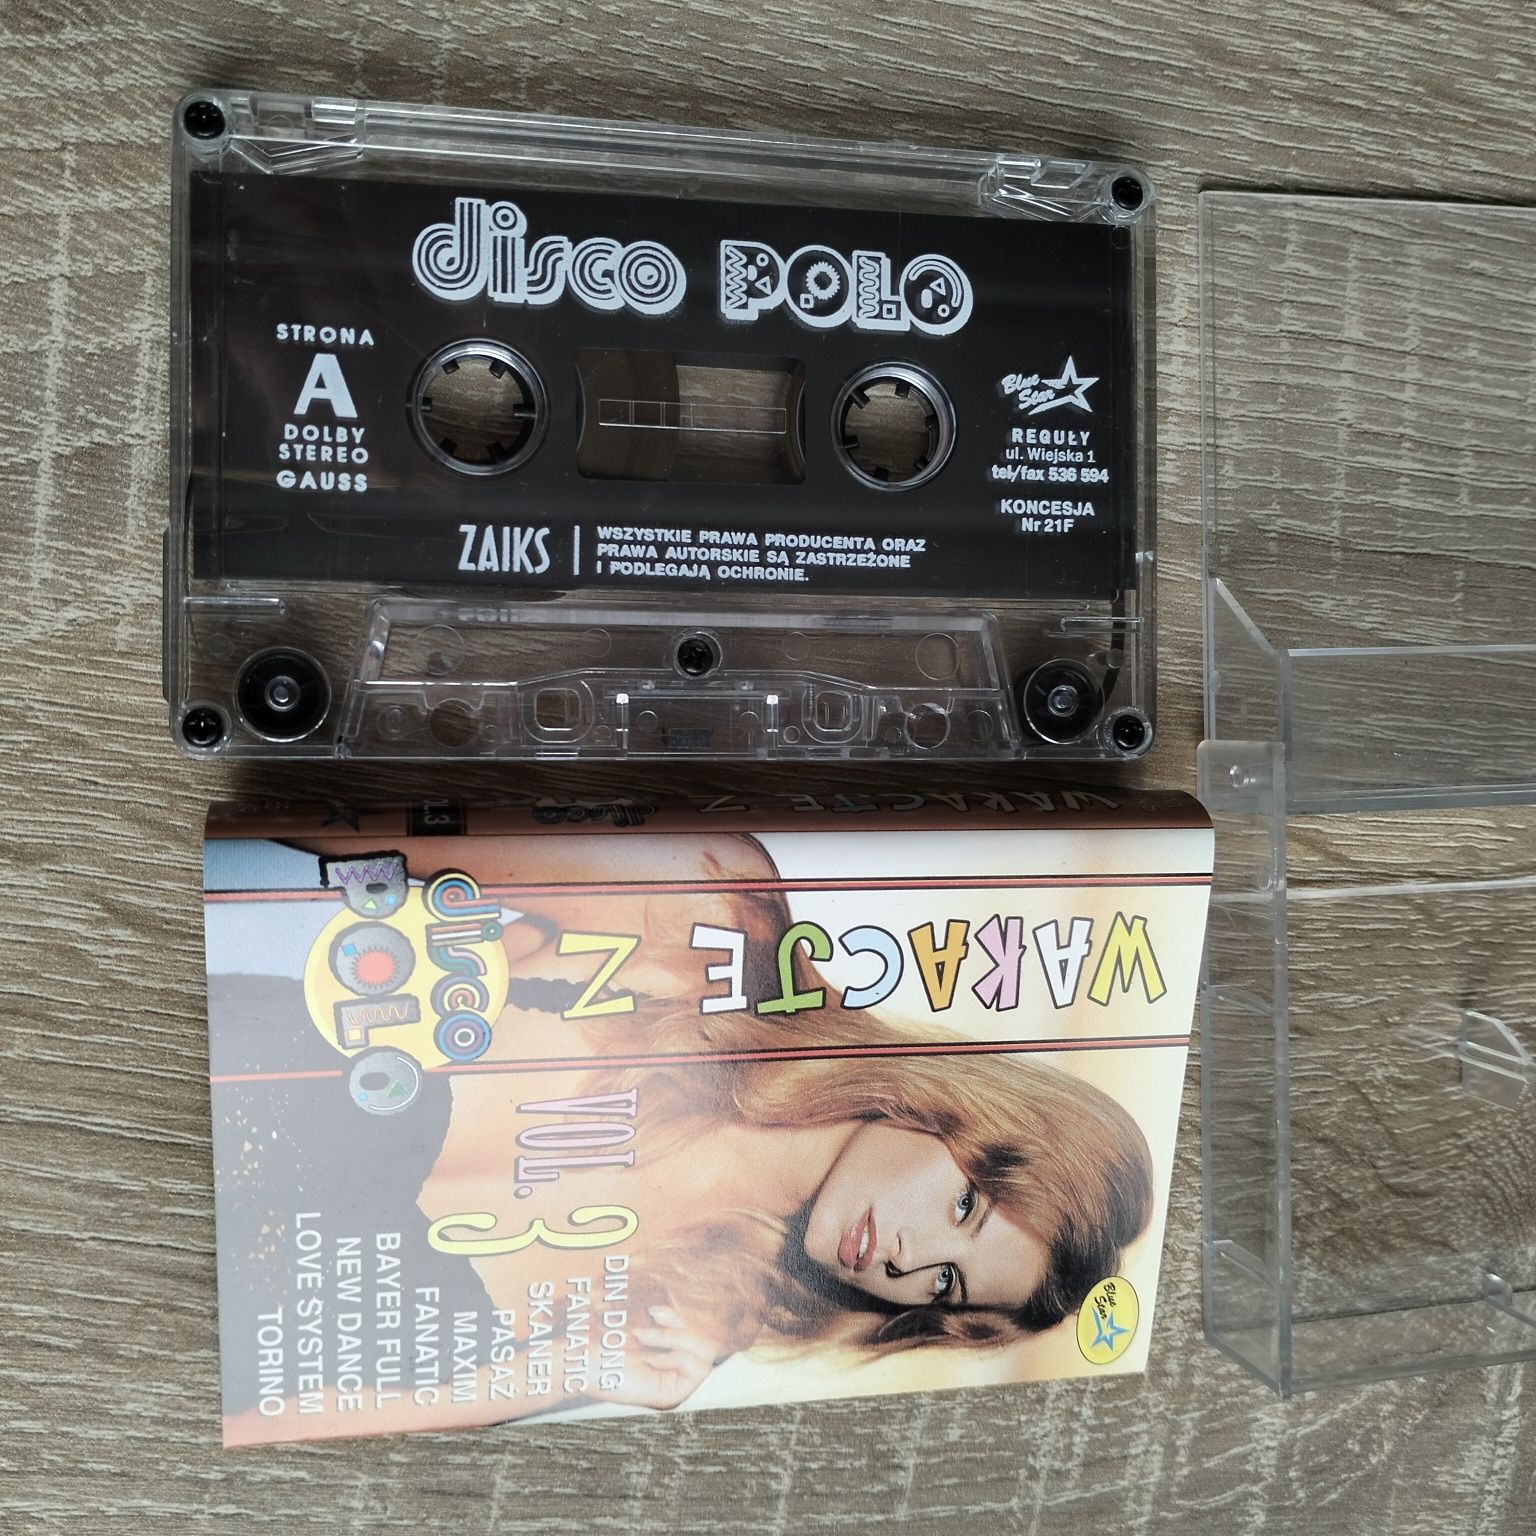 disco POLO
STRONA
A
DOLBY
STEREO
GAUSS
Blue
Star
REGUŁY
ul. Wiejska 1
tel/fax 536 594
KONCESJA
Nr 21F
ZAIKS
WSZYSTKIE PRAWA PRODUCENTA ORAZ
PRAWA AUTORSKIE SĄ ZASTRZEŻONE
I PODLEGAJĄ OCHRONIE.
WAKACJE Z
disco
VOL.3
WAKACJE Z
disco
POLO
VOL. 3
DIN DONG
FANATIC
SKANER
PASAŻ
MAXIM
FANATIC
BAYER FULL
NEW DANCE
LOVE SYSTEM
TORINO
Blue
Star